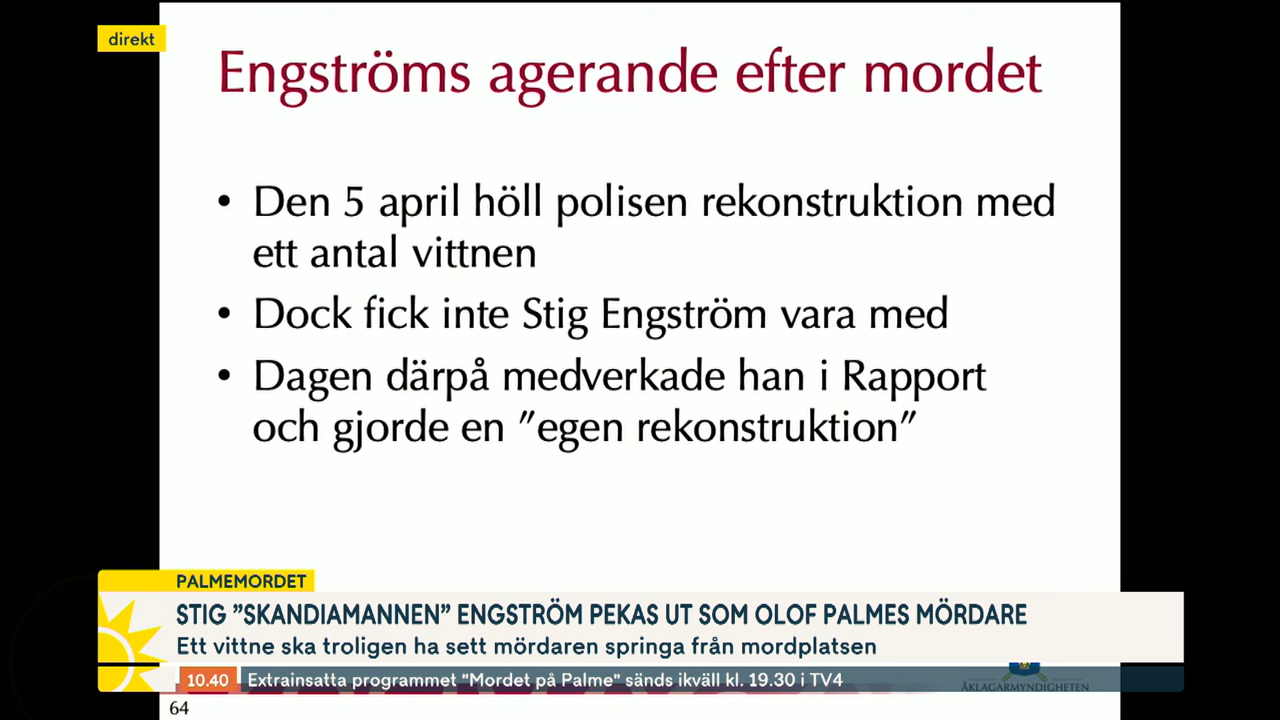 direkt
Engströms agerande efter mordet
• Den 5 april höll polisen rekonstruktion med
ett antal vittnen
• Dock fick inte Stig Engström vara med
• Dagen därpå medverkade han i Rapport
och gjorde en ”egen rekonstruktion”
PALMEMORDET
STIG ”SKANDIAMANNEN” ENGSTRÖM PEKAS UT SOM OLOF PALMES MÖRDARE
Ett vittne ska troligen ha sett mördaren springa från mordplatsen
10.40 Extrainsatta programmet "Mordet på Palme" sänds ikväll kl. 19.30 i TV4
ÅKLAGARMYNDIGHETEN
64